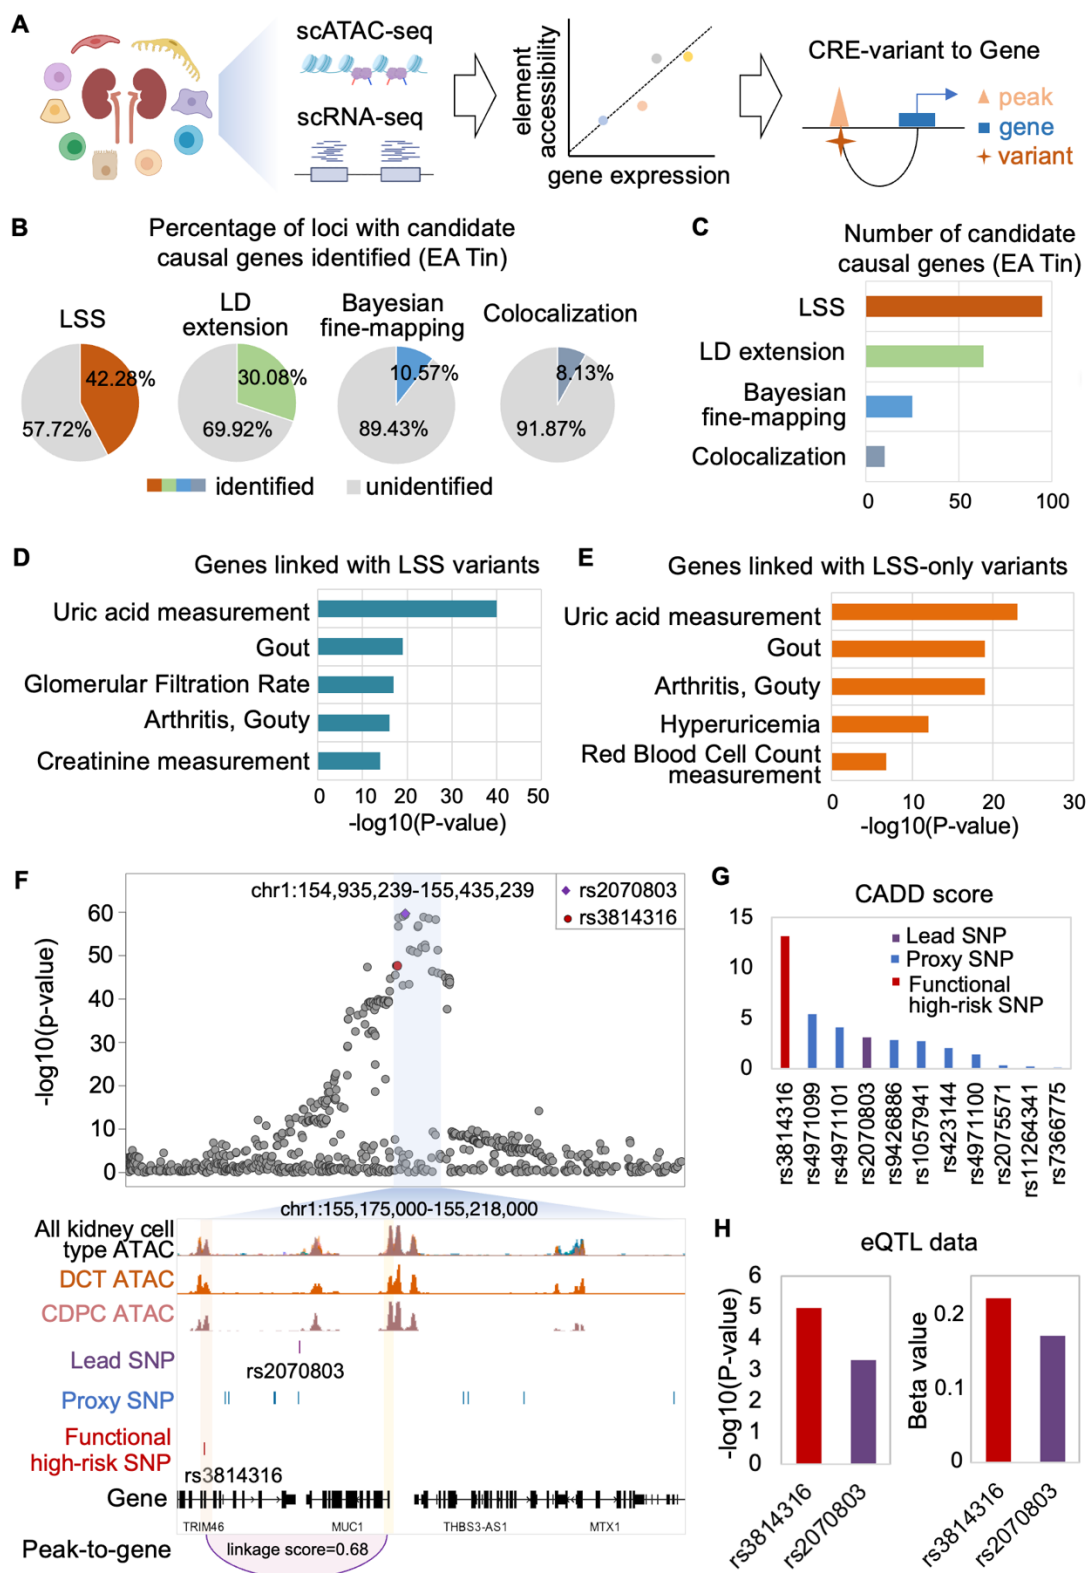 A
scATAC-seq
scRNA-seq
element
accessibility
gene expression
CRE-variant to Gene
peak
gene
variant
B
Percentage of loci with candidate
causal genes identified (EA Tin)
LSS
LD
extension
Bayesian
fine-mapping
Colocalization
42.28%
57.72%
30.08%
69.92%
10.57%
89.43%
8.13%
91.87%
identified
unidentified
C
Number of candidate
causal genes (EA Tin)
LSS
LD extension
Bayesian
fine-mapping
Colocalization
0 50 100
D
Genes linked with LSS variants
Uric acid measurement
Gout
Glomerular Filtration Rate
Arthritis, Gouty
Creatinine measurement
0 10 20 30 40 50
-log10(P-value)
E
Genes linked with LSS-only variants
Uric acid measurement
Gout
Arthritis, Gouty
Hyperuricemia
Red Blood Cell Count
measurement
0 10 20 30
-log10(P-value)
F
chr1:154,935,239-155,435,239
rs2070803
rs3814316
-log10(p-value)
60
50
40
30
20
10
0
chr1:155,175,000-155,218,000
All kidney cell
type ATAC
DCT ATAC
CDPC ATAC
Lead SNP
rs2070803
Proxy SNP
Functional
high-risk SNP
rs3814316
Gene
TRIM46 MUC1 THBS3-AS1 MTX1
Peak-to-gene
linkage score=0.68
G
CADD score
15
10
5
0
Lead SNP
Proxy SNP
Functional
high-risk SNP
rs3814316
rs4971099
rs4971101
rs2070803
rs9426886
rs1057941
rs423144
rs4971100
rs2075571
rs11264341
rs7366775
H
eQTL data
-log10(P-value)
6
5
4
3
2
1
0
rs3814316
rs2070803
Beta value
0.2
0.1
0
rs3814316
rs2070803